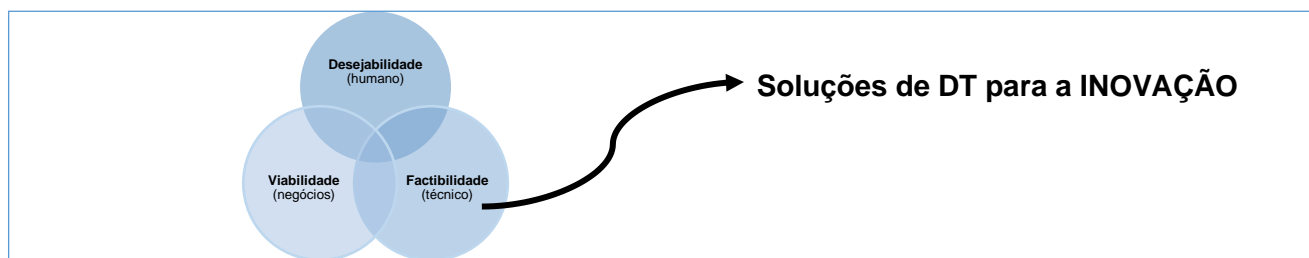 Desejabilidade
(humano)
Soluções de DT para a INOVAÇÃO
Viabilidade
(negócios)
Factibilidade
(técnico)